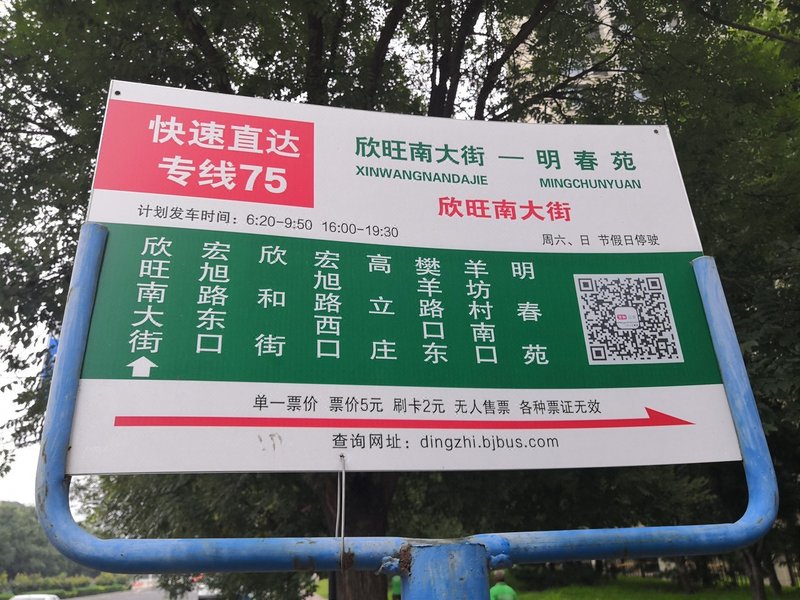 快速直达
专线75
欣旺南大街 — 明春苑
XINWANGNANDAJIE MINGCHUNYUAN
欣旺南大街
计划发车时间：6:20-9:50 16:00-19:30
周六、日 节假日停驶
欣旺南大街
宏旭路东口
欣和街
宏旭路西口
高立庄
樊羊路口东
羊坊村南口
明春苑
单一票价 票价5元 刷卡2元 无人售票 各种票证无效
查询网址：dingzhi.bjbus.com